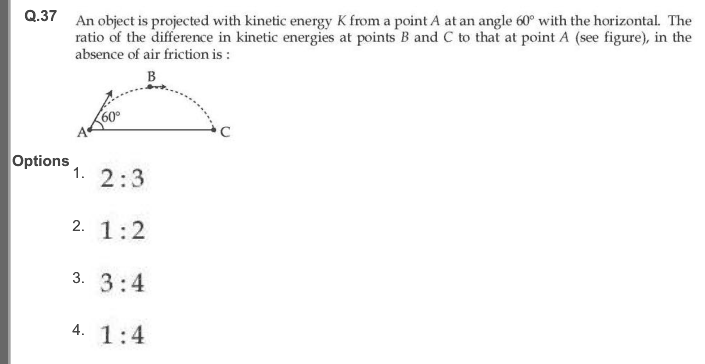 Q.37 An object is projected with kinetic energy K from a point A at an angle 60° with the horizontal. The
ratio of the difference in kinetic energies at points B and C to that at point A (see figure), in the
absence of air friction is :
B
60°
A
C
Options
1. 2 : 3
2. 1 : 2
3. 3 : 4
4. 1 : 4